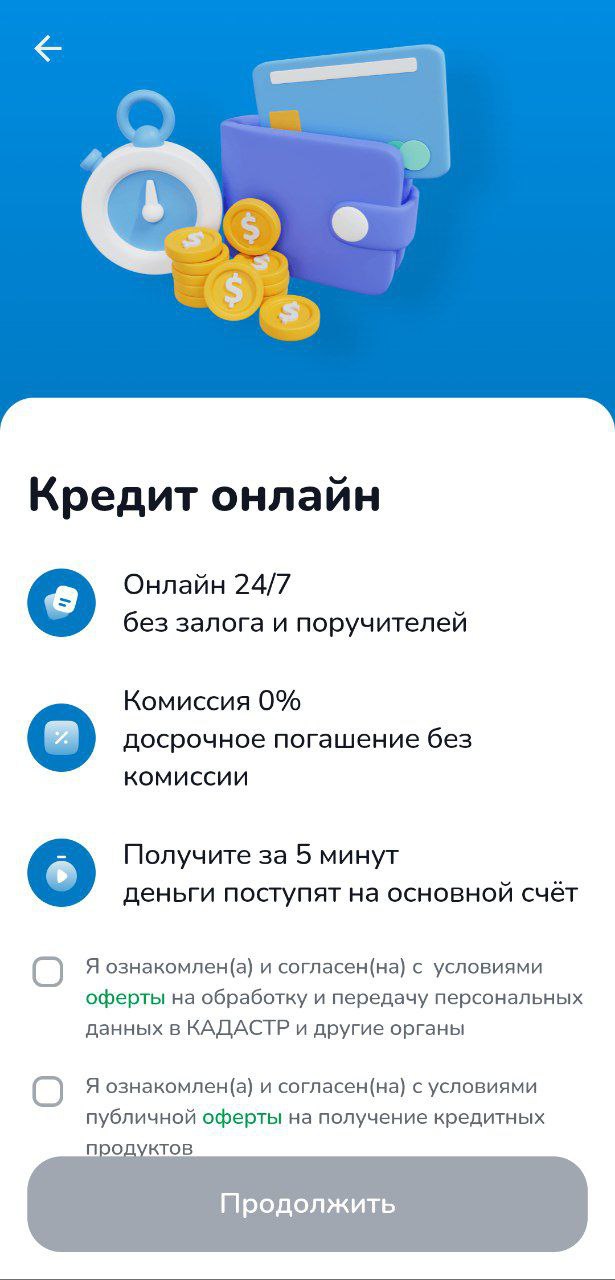 Кредит онлайн
Онлайн 24/7
без залога и поручителей
Комиссия 0%
досрочное погашение без
комиссии
Получите за 5 минут
деньги поступят на основной счёт
Я ознакомлен(а) и согласен(на) с  условиями
оферты на обработку и передачу персональных
данных в КАДАСТР и другие органы
Я ознакомлен(а) и согласен(на) с условиями
публичной оферты на получение кредитных
продуктов
Продолжить